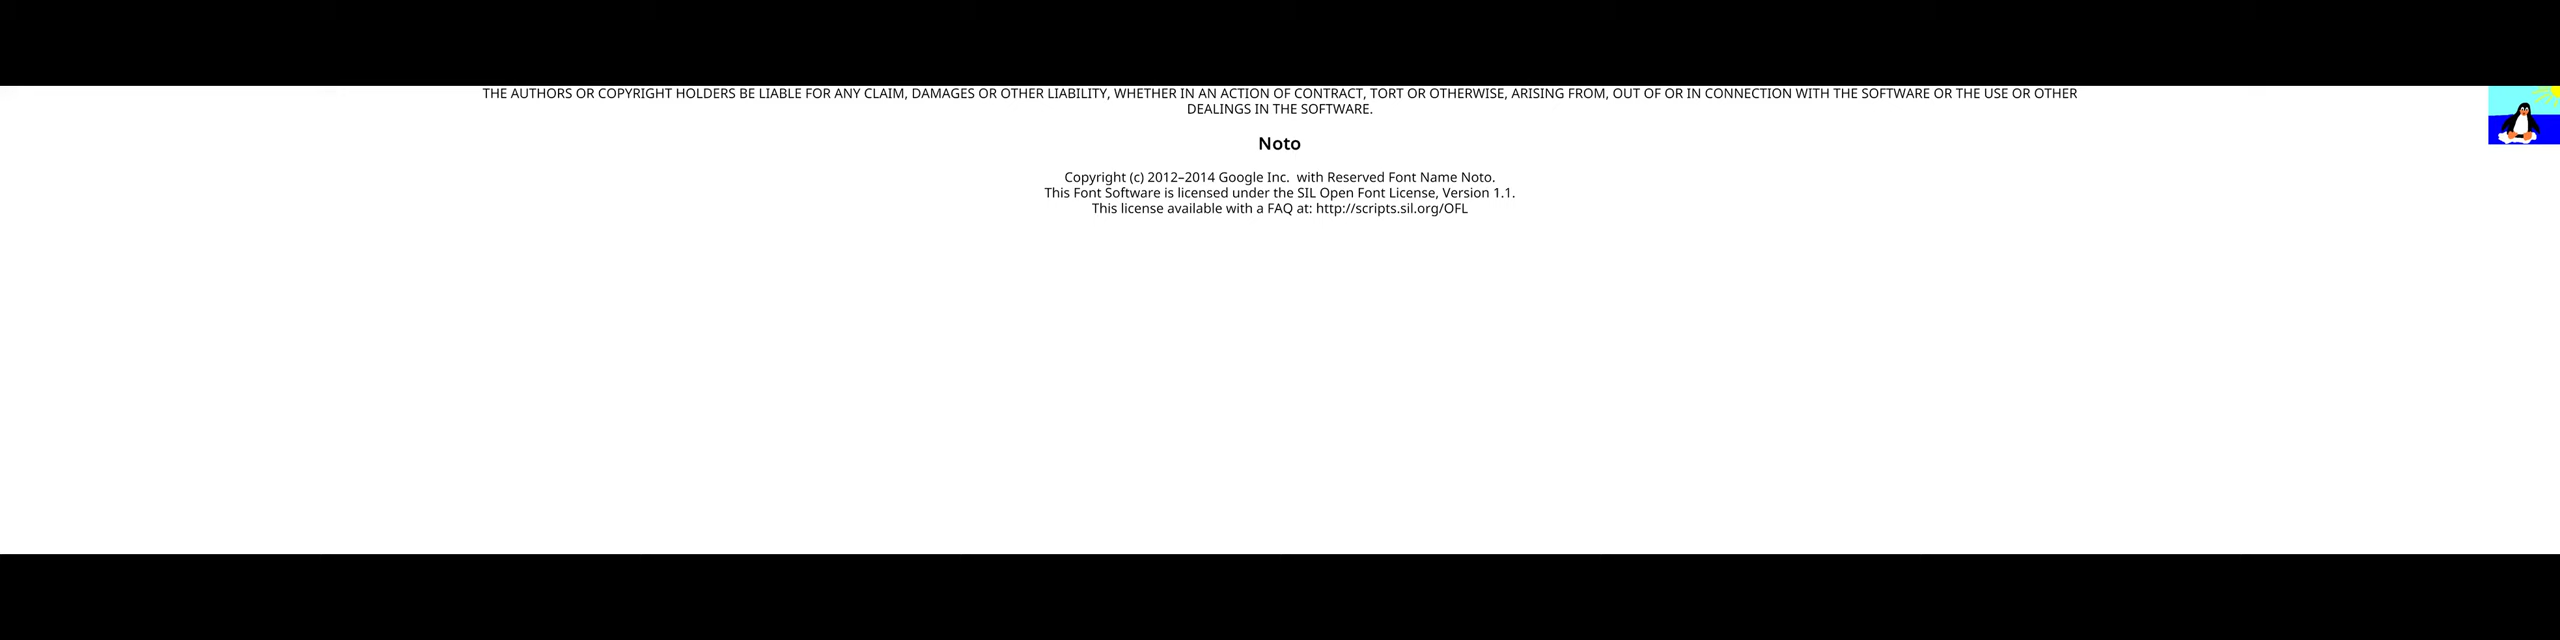 THE AUTHORS OR COPYRIGHT HOLDERS BE LIABLE FOR ANY CLAIM, DAMAGES OR OTHER LIABILITY, WHETHER IN AN ACTION OF CONTRACT, TORT OR OTHERWISE, ARISING FROM, OUT OF OR IN CONNECTION WITH THE SOFTWARE OR THE USE OR OTHER
DEALINGS IN THE SOFTWARE.
Noto
Copyright (c) 2012–2014 Google Inc.  with Reserved Font Name Noto.
This Font Software is licensed under the SIL Open Font License, Version 1.1.
This license available with a FAQ at: http://scripts.sil.org/OFL